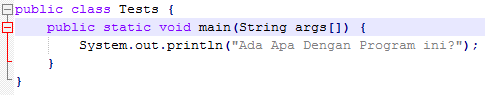 public class Tests {
    public static void main(String args[]) {
        System.out.println("Ada Apa Dengan Program ini?");
    }
}